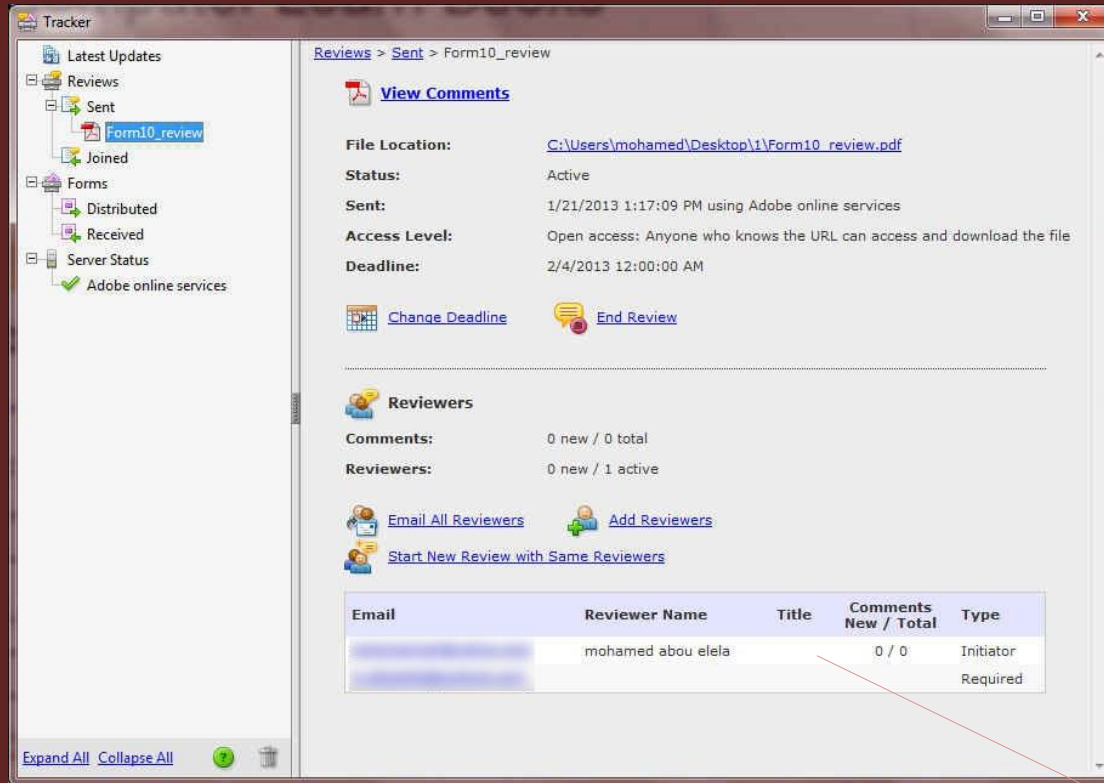 Tracker
Latest Updates
Reviews
Sent
Form10_review
Joined
Forms
Distributed
Received
Server Status
Adobe online services
Expand All Collapse All
Reviews > Sent > Form10_review
View Comments
File Location: C:\Users\mohamed\Desktop\1\Form10_review.pdf
Status: Active
Sent: 1/21/2013 1:17:09 PM using Adobe online services
Access Level: Open access: Anyone who knows the URL can access and download the file
Deadline: 2/4/2013 12:00:00 AM
Change Deadline End Review
Reviewers
Comments: 0 new / 0 total
Reviewers: 0 new / 1 active
Email All Reviewers Add Reviewers
Start New Review with Same Reviewers
Email Reviewer Name Title Comments New / Total Type
mohamed abou elela 0 / 0 Initiator
Required